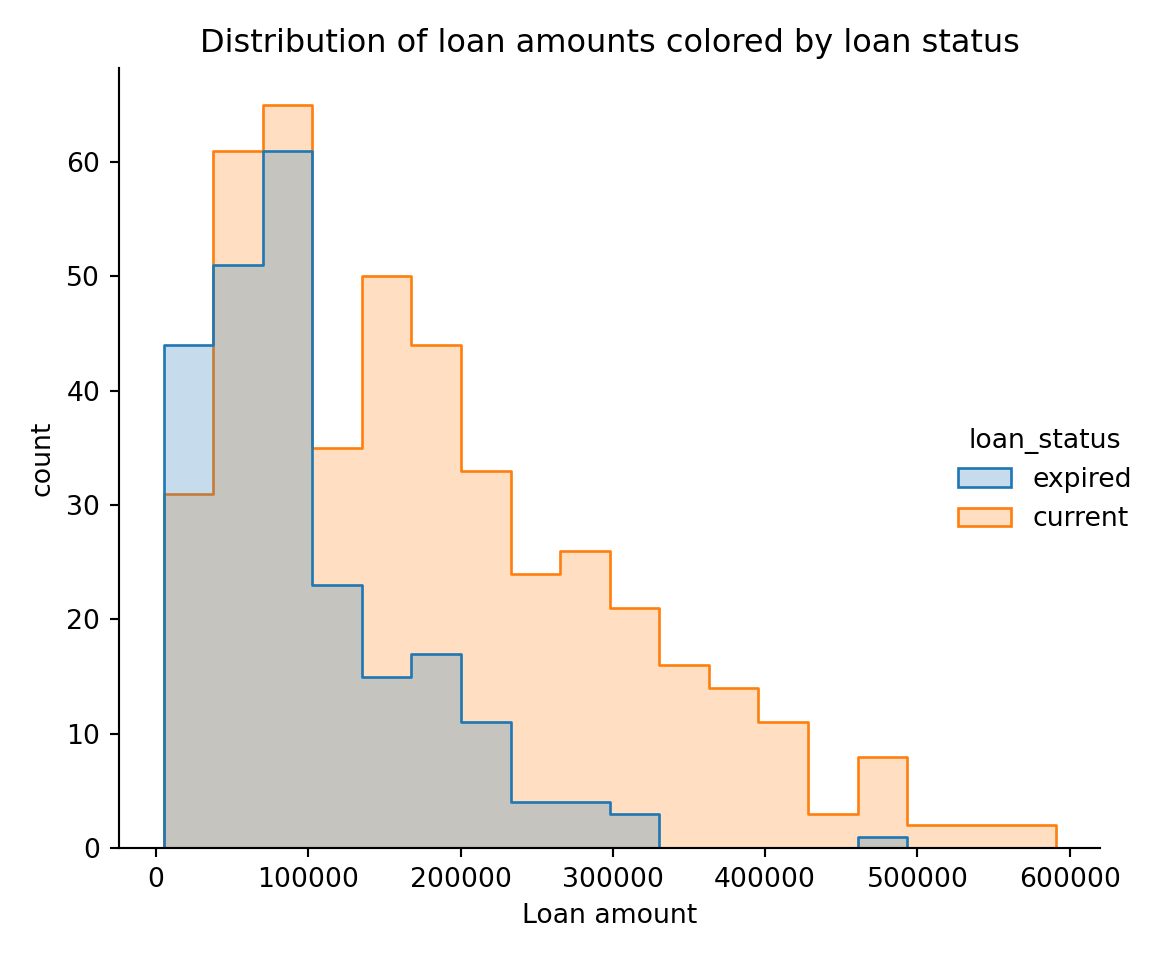 Distribution of loan amounts colored by loan status
60
50
40
30
20
10
0
count
loan_status
expired
current
0 100000 200000 300000 400000 500000 600000
Loan amount